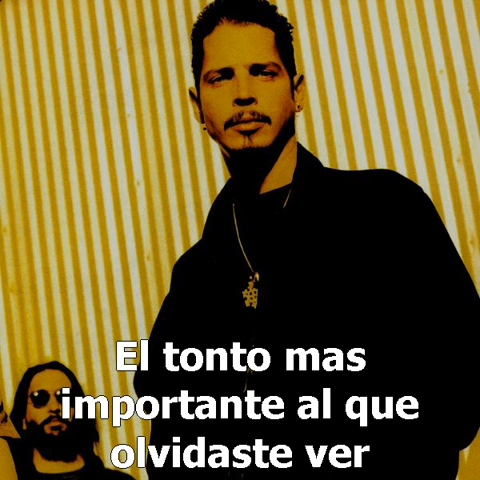 El tonto mas
importante al que
olvidaste ver